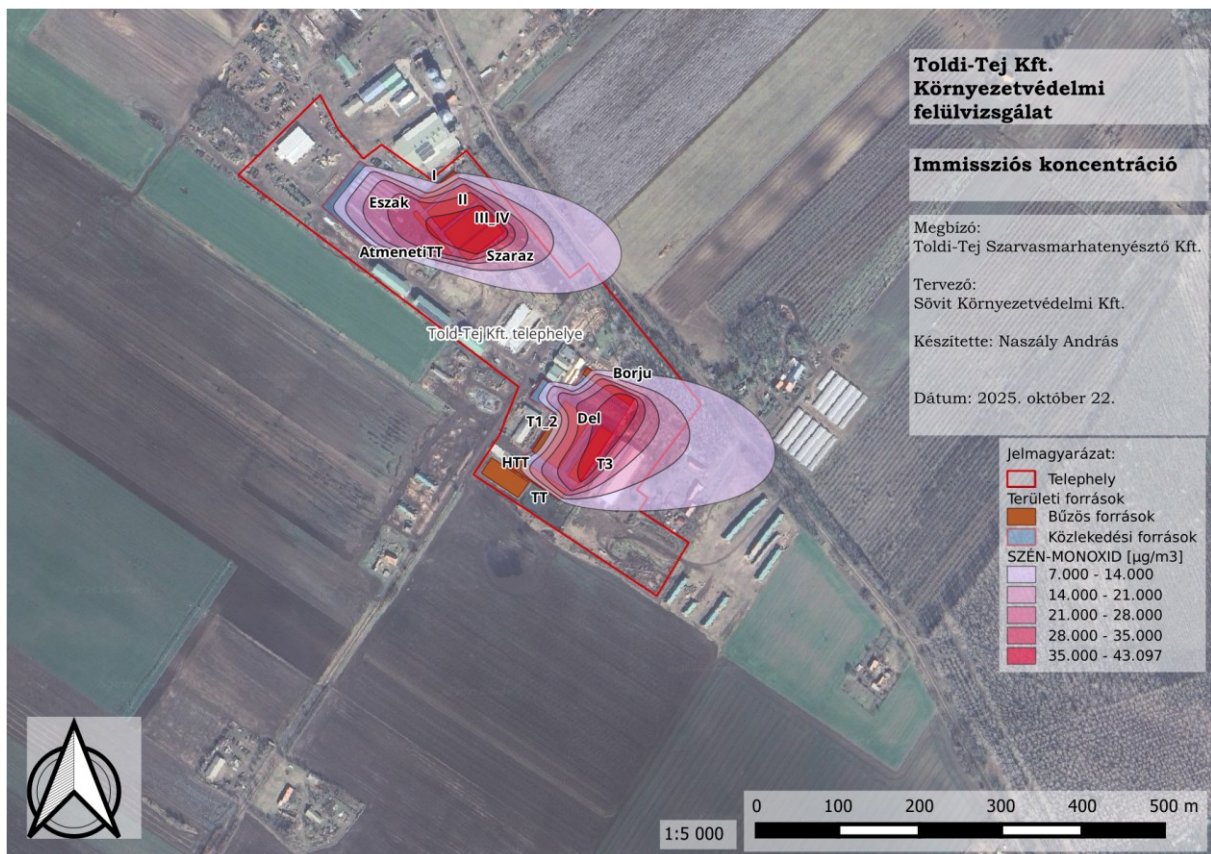 Toldi-Tej Kft.
Környezetvédelmi
felülvizsgálat
Immissziós koncentráció
Megbízó:
Toldi-Tej Szarvasmarhatenyésztő Kft.
Tervező:
Sövit Környezetvédelmi Kft.
Készítette: Naszály András
Dátum: 2025. október 22.
I
II
Eszak
III_IV
AtmenetiTT
Szaraz
Told-Tej Kft. telephelye
Borju
T1_2
Del
HTT
T3
TT
Jelmagyarázat:
Telephely
Területi források
Bűzös források
Közlekedési források
SZÉN-MONOXID [µg/m3]
7.000 - 14.000
14.000 - 21.000
21.000 - 28.000
28.000 - 35.000
35.000 - 43.097
1:5 000
0 100 200 300 400 500 m